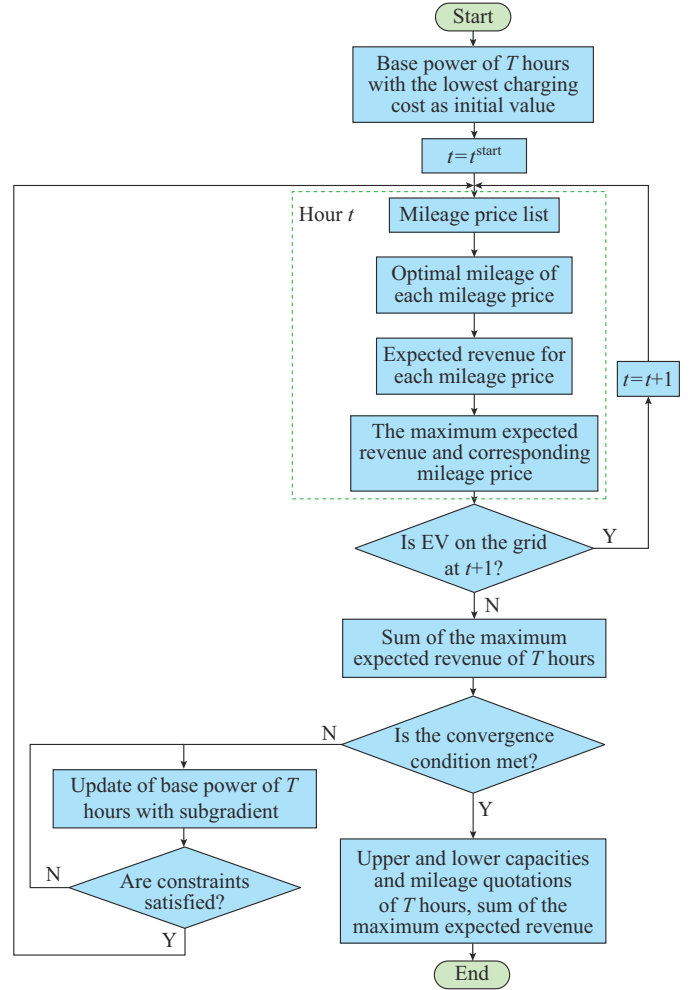 Start
Base power of T hours
with the lowest charging
cost as initial value
t=t^start
Hour t
Mileage price list
Optimal mileage of
each mileage price
Expected revenue for
each mileage price
t=t+1
The maximum expected
revenue and corresponding
mileage price
Is EV on the grid
at t+1?
Y
N
Sum of the maximum
expected revenue of T hours
N
Is the convergence
condition met?
Update of base power of T
hours with subgradient
Y
N
Are constraints
satisfied?
Y
Upper and lower capacities
and mileage quotations
of T hours, sum of the
maximum expected revenue
End